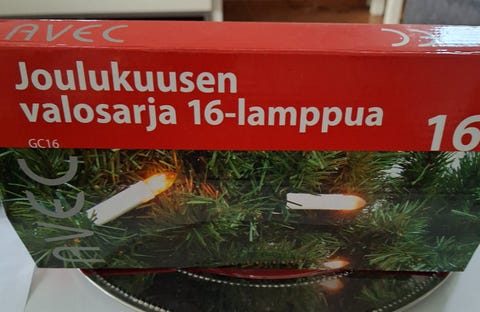 AVEC
Joulukuusen
valosarja 16-lamppua
16
GC16
AVEC